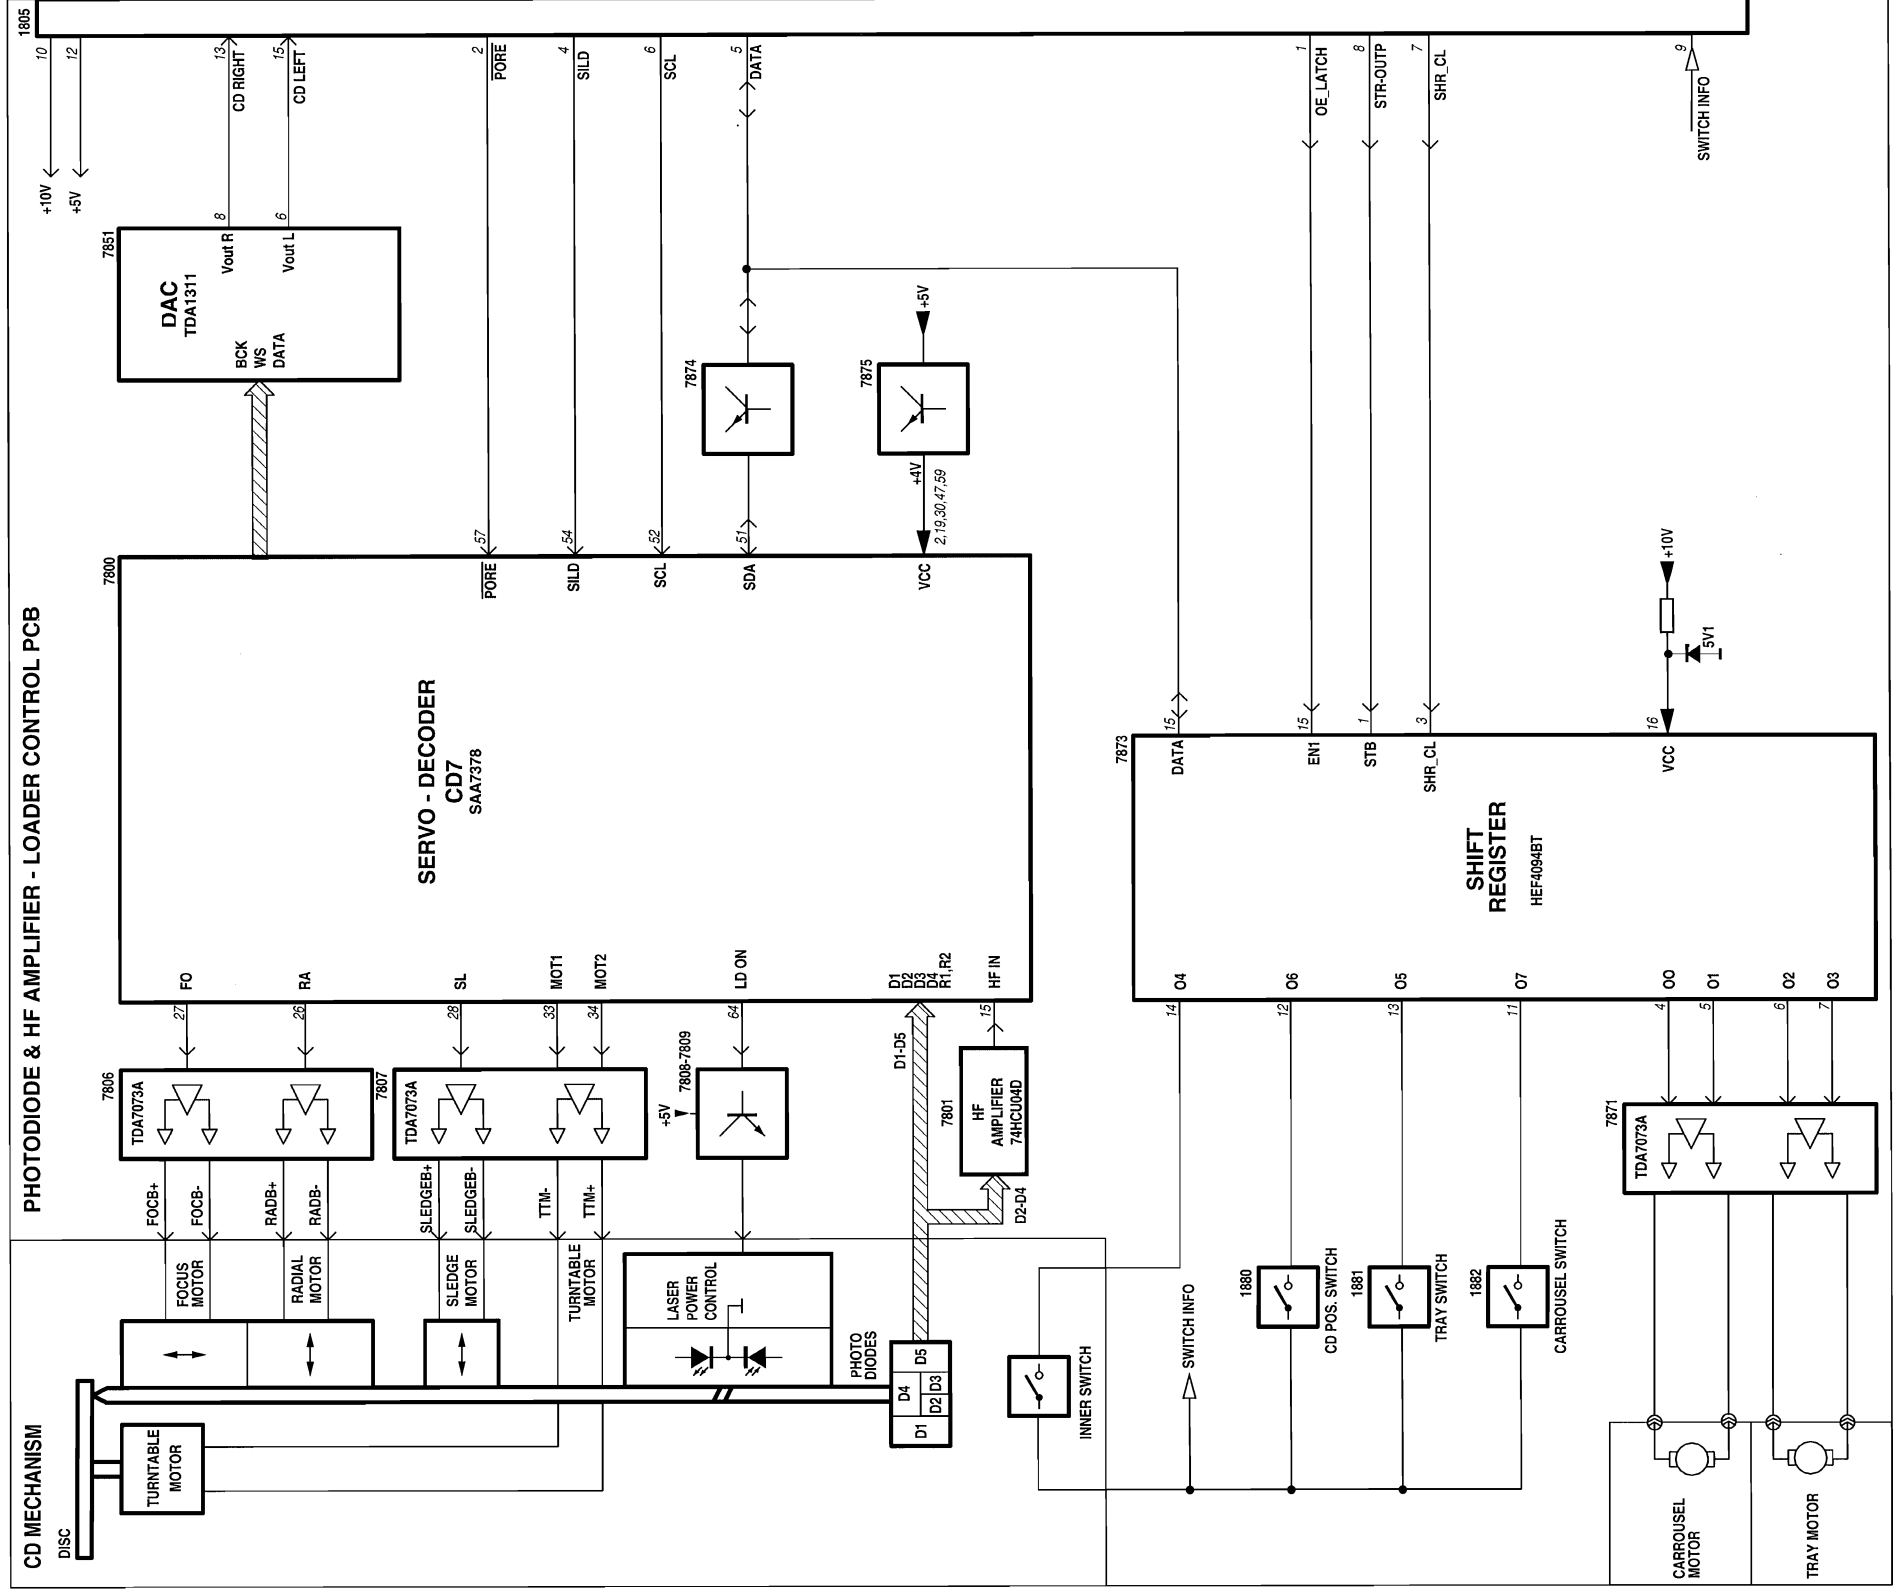 PHOTODIODE & HF AMPLIFIER - LOADER CONTROL PCB
CD MECHANISM
DISC
TURNTABLE
MOTOR
FOCUS
MOTOR
RADIAL
MOTOR
SLEDGE
MOTOR
TURNTABLE
MOTOR
LASER
POWER
CONTROL
PHOTO
DIODES
D1
D2
D3
D4
D5
INNER SWITCH
FOCB+
FOCB-
RADB+
RADB-
SLEDGEB+
SLEDGEB-
TTM-
TTM+
7806
TDA7073A
7807
TDA7073A
+5V
7808-7809
D1-D5
D2-D4
7801
HF
AMPLIFIER
74HCU04D
27
26
28
33
34
64
15
FO
RA
SL
MOT1
MOT2
LD ON
D1
D2
D3
D4
R1,R2
HF IN
7800
SERVO - DECODER
CD7
SAA7378
PORE
SILD
SCL
SDA
VCC
57
54
52
51
2,19,30,47,59
+4V
7874
7875
+5V
7851
DAC
TDA1311
BCK
WS
DATA
Vout R
Vout L
8
6
1805
10
12
+10V
+5V
13
CD RIGHT
15
CD LEFT
2
PORE
4
SILD
6
SCL
5
DATA
1
OE_LATCH
8
STR-OUTP
7
SHR_CL
9
SWITCH INFO
7873
SHIFT
REGISTER
HEF4094BT
15
DATA
15
EN1
1
STB
3
SHR_CL
16
VCC
+10V
5V1
O4
O6
O5
O7
OO
O1
O2
O3
14
12
13
11
4
5
6
7
SWITCH INFO
1880
CD POS. SWITCH
1881
TRAY SWITCH
1882
CARROUSEL SWITCH
7871
TDA7073A
CARROUSEL
MOTOR
TRAY MOTOR